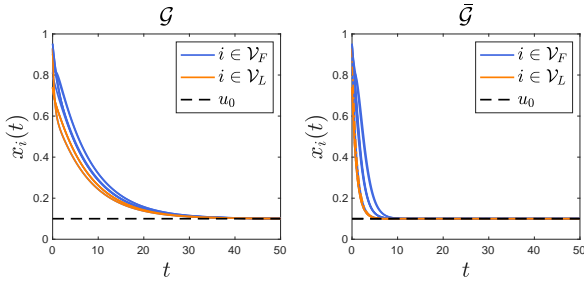 𝒢
1
0.8
0.6
0.4
0.2
0
x_i(t)
0 10 20 30 40 50
t
i ∈ 𝒱_F
i ∈ 𝒱_L
u_0
𝒢̄
1
0.8
0.6
0.4
0.2
0
x_i(t)
0 10 20 30 40 50
t
i ∈ 𝒱_F
i ∈ 𝒱_L
u_0